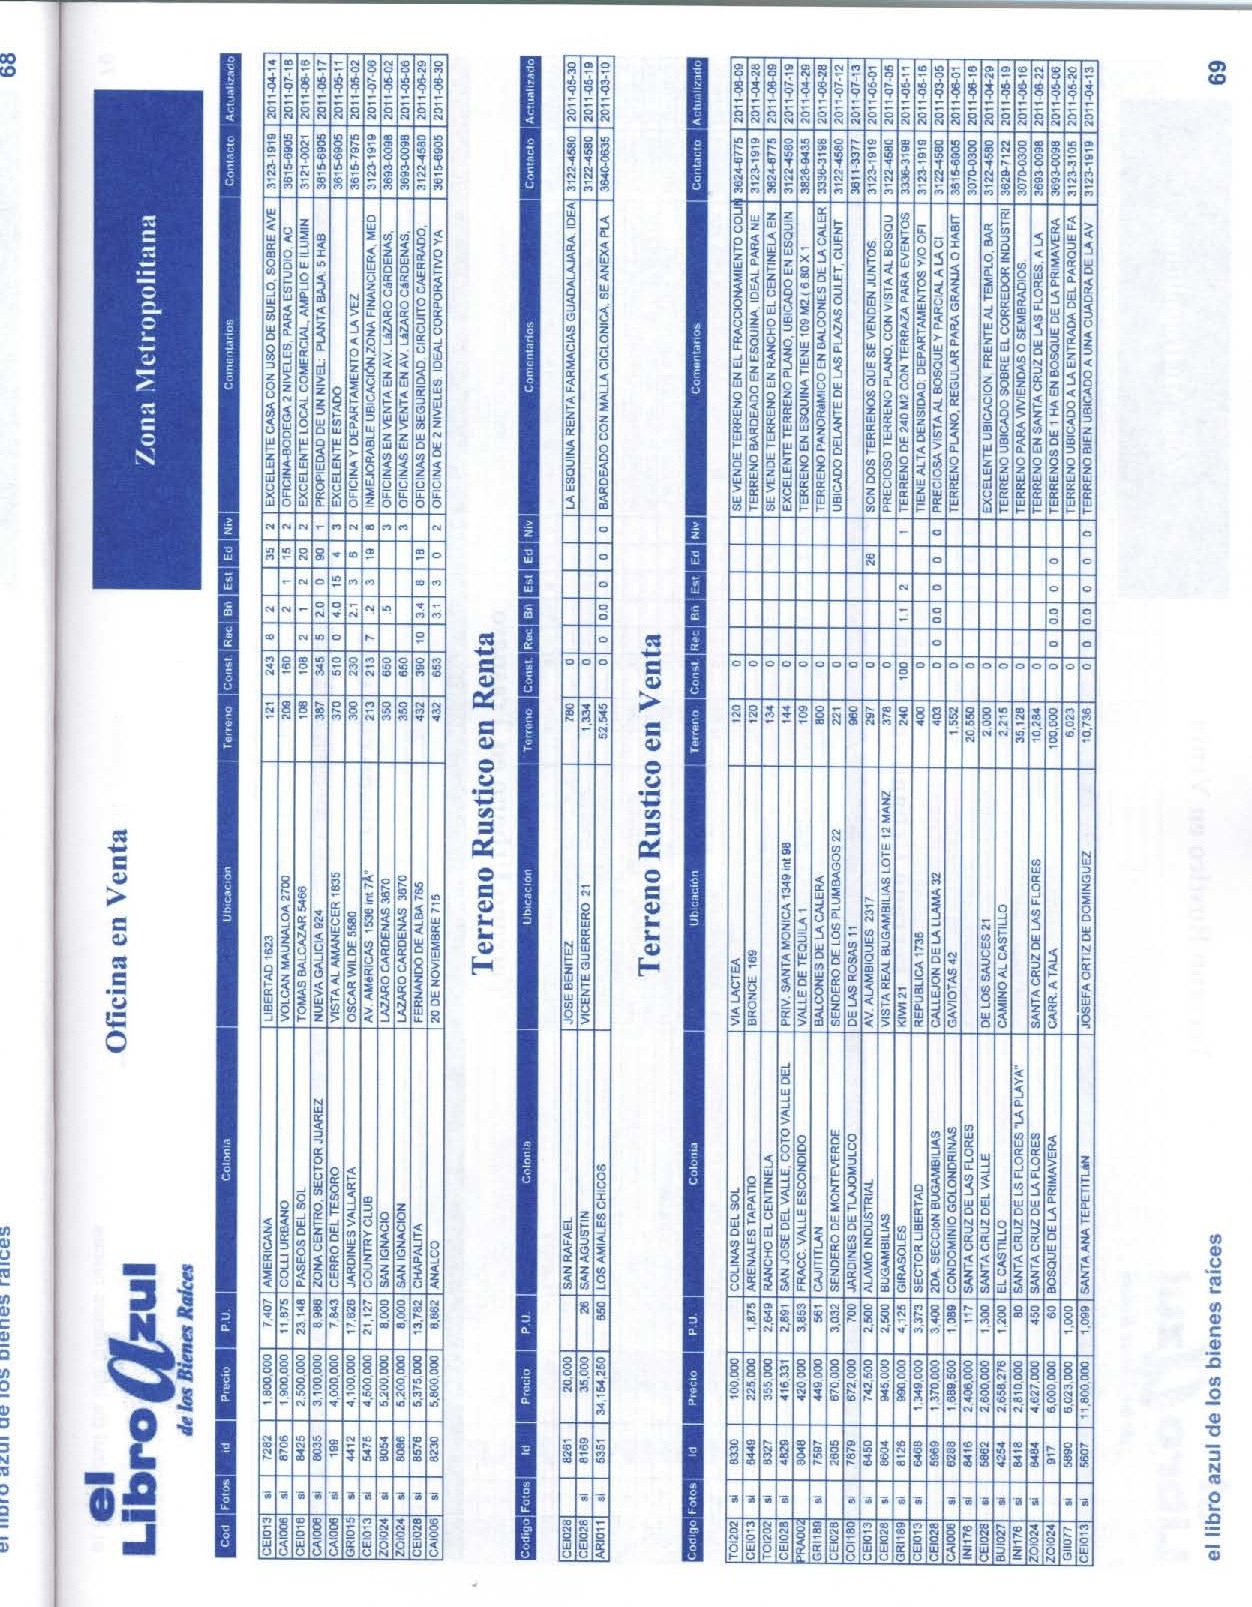 68
el libro azul de los bienes raíces
el Libro Azul
de los Bienes Raíces
Oficina en Venta
Zona Metropolitana
Cod Fotos id Precio P.U. Colonia Ubicación Terreno Const. Rec Bñ Est Ed Niv Comentarios Contacto Actualizado
CEI013 si 7282 1,800,000 7,407 AMERICANA LIBERTAD 1623 121 243 8 2 35 2 EXCELENTE CASA CON USO DE SUELO, SOBRE AVE 3123-1919 2011-04-14
CAI006 si 8706 1,900,000 11,875 COLLI URBANO VOLCAN MAUNALOA 2700 209 160 2 1 15 2 OFICINA-BODEGA 2 NIVELES, PARA ESTUDIO, AC 3615-6905 2011-07-18
CEI016 si 8425 2,500,000 23,148 PASEOS DEL SOL TOMAS BALCAZAR 5466 108 108 2 1 2 20 2 EXCELENTE LOCAL COMERCIAL, AMPLIO E ILUMIN 3121-0021 2011-06-16
CAI006 si 8035 3,100,000 8,986 ZONA CENTRO, SECTOR JUAREZ NUEVA GALICIA 924 387 345 5 2.0 0 90 1 PROPIEDAD DE UN NIVEL: PLANTA BAJA, 5 HAB 3615-6905 2011-05-17
CAI006 si 199 4,000,000 7,843 CERRO DEL TESORO VISTA AL AMANECER 1835 370 510 0 4.0 15 4 3 EXCELENTE ESTADO 3615-6905 2011-05-11
GRI015 si 4412 4,100,000 17,826 JARDINES VALLARTA OSCAR WILDE 5580 300 230 2.1 3 6 2 OFICINA Y DEPARTAMENTO A LA VEZ 3615-7975 2011-05-02
CEI013 si 5475 4,500,000 21,127 COUNTRY CLUB AV. AMéRICAS 1536 int 7Â° 213 213 7 .2 3 19 8 INMEJORABLE UBICACIÓN,ZONA FINANCIERA, MED 3123-1919 2011-07-06
ZOI024 si 8054 5,200,000 8,000 SAN IGNACIO LAZARO CARDENAS 3670 350 650 .5 3 OFICINAS EN VENTA EN AV. LáZARO CáRDENAS, 3693-0098 2011-05-02
ZOI024 si 8086 5,200,000 8,000 SAN IGNACION LAZARO CARDENAS 3670 350 650 3 OFICINAS EN VENTA EN AV. LáZARO CáRDENAS, 3693-0098 2011-05-06
CEI028 si 8576 5,375,000 13,782 CHAPALITA FERNANDO DE ALBA 765 432 390 10 3.4 8 18 OFICINAS DE SEGURIDAD, CIRCUITO CAERRADO, 3122-4580 2011-06-29
CAI006 si 8230 5,800,000 8,882 ANALCO 20 DE NOVIEMBRE 715 432 653 3.1 3 0 2 OFICINA DE 2 NIVELES. IDEAL CORPORATIVO YA 3615-6905 2011-06-30
Terreno Rustico en Renta
Codigo Fotos Id Precio P.U. Colonia Ubicación Terreno Const. Rec Bñ Est Ed Niv Comentarios Contacto Actualizado
CEI028 8261 20,000 SAN RAFAEL JOSE BENITEZ 780 0 LA ESQUINA RENTA FARMACIAS GUADALAJARA, IDEA 3122-4580 2011-05-30
CEI028 si 8169 35,000 26 SAN AGUSTIN VICENTE GUERRERO 21 1,334 0 3122-4580 2011-05-19
ARI011 si 5351 34,154,250 650 LOS AMIALES CHICOS 52,545 0 0 0.0 0 0 0 BARDEADO CON MALLA CICLONICA, SE ANEXA PLA 3640-0635 2011-03-10
Terreno Rustico en Venta
Codigo Fotos Id Precio P.U. Colonia Ubicación Terreno Const. Rec Bñ Est. Ed Niv Comentarios Contacto Actualizado
TOI202 si 8330 100,000 COLINAS DEL SOL VIA LACTEA 120 0 SE VENDE TERRENO EN EL FRACCIONAMIENTO COLIN 3624-6775 2011-06-09
CEI013 si 6449 225,000 1,875 ARENALES TAPATIO BRONCE 169 120 0 TERRENO BARDEADO EN ESQUINA, IDEAL PARA NE 3123-1919 2011-04-26
TOI202 si 8327 355,000 2,649 RANCHO EL CENTINELA 134 0 SE VENDE TERRENO EN RANCHO EL CENTINELA EN 3624-6775 2011-06-09
CEI028 si 4829 416,331 2,891 SAN JOSE DEL VALLE, COTO VALLE DEL PRIV. SANTA MONICA 1349 int 98 144 0 EXCELENTE TERRENO PLANO, UBICADO EN ESQUIN 3122-4580 2011-07-19
PRA002 si 8048 420,000 3,853 FRACC. VALLE ESCONDIDO VALLE DE TEQUILA 1 109 0 TERRENO EN ESQUINA TIENE 109 M2 ( 6.80 X 1 3826-9435 2011-04-29
GRI189 si 7597 449,000 561 CAJITITLAN BALCONES DE LA CALERA 800 0 TERRENO PANORáMICO EN BALCONES DE LA CALER 3336-3198 2011-06-28
CEI028 si 2605 670,000 3,032 SENDERO DE MONTEVERDE SENDERO DE LOS PLUMBAGOS 22 221 0 UBICADO DELANTE DE LAS PLAZAS OULET, CUENT 3122-4580 2011-07-12
COI180 si 7879 672,000 700 JARDINES DE TLAJOMULCO DE LAS ROSAS 11 960 0 3611-3377 2011-07-13
CEI013 si 6450 742,500 2,500 ALAMO INDUSTRIAL AV. ALAMBIQUES 2317 297 0 26 SON DOS TERRENOS QUE SE VENDEN JUNTOS 3123-1919 2011-05-01
CEI028 si 8604 945,000 2,500 BUGAMBILIAS VISTA REAL BUGAMBILIAS LOTE 12 MANZ 378 0 PRECIOSO TERRENO PLANO, CON VISTA AL BOSQU 3122-4580 2011-07-05
GRI189 si 8126 990,000 4,125 GIRASOLES KIWI 21 240 100 1.1 2 1 TERRENO DE 240 M2 CON TERRAZA PARA EVENTOS 3336-3198 2011-05-11
CEI013 si 6468 1,349,000 3,373 SECTOR LIBERTAD REPUBLICA 1735 400 0 TIENE ALTA DENSIDAD: DEPARTAMENTOS Y/O OFI 3123-1919 2011-05-16
CEI028 si 5969 1,370,000 3,400 2DA. SECCIóN BUGAMBILIAS CALLEJON DE LA LLAMA 32 403 0 0 0.0 0 0 0 PRECIOSA VISTA AL BOSQUE Y PARCIAL A LA CI 3122-4580 2011-03-05
CAI006 si 6288 1,689,500 1,089 CONDOMINIO GOLONDRINAS GAVIOTAS 42 1,552 0 TERRENO PLANO, REGULAR PARA GRANJA O HABIT 3615-6905 2011-06-01
INI176 si 8416 2,406,000 117 SANTA CRUZ DE LAS FLORES 20,550 3070-0300 2011-06-16
CEI028 si 5862 2,600,000 1,300 SANTA CRUZ DEL VALLE DE LOS SAUCES 21 2,000 0 EXCELENTE UBICACION, FRENTE AL TEMPLO, BAR 3122-4580 2011-04-29
BUI027 si 4254 2,658,276 1,200 EL CASTILLO CAMINO AL CASTILLO 2,215 0 TERRENO UBICADO SOBRE EL CORREDOR INDUSTRI 3629-7122 2011-05-19
INI176 si 8418 2,810,000 80 SANTA CRUZ DE LS FLORES "LA PLAYA" 35,128 TERRENO PARA VIVIENDAS O SEMBRADIOS. 3070-0300 2011-06-16
ZOI024 si 8484 4,627,000 450 SANTA CRUZ DE LA FLORES SANTA CRUZ DE LAS FLORES 10,284 0 TERRENO EN SANTA CRUZ DE LAS FLORES, A LA 3693-0098 2011-06-22
ZOI024 si 917 6,000,000 60 BOSQUE DE LA PRIMAVERA CARR. A TALA 100,000 0 0 0.0 0 0 TERRENOS DE 1 HA EN BOSQUE DE LA PRIMAVERA 3693-0098 2011-05-06
GII077 si 5890 6,023,000 1,000 6,023 0 TERRENO UBICADO A LA ENTRADA DEL PARQUE FA 3123-3105 2011-05-20
CEI013 si 5607 11,800,000 1,099 SANTA ANA TEPETITLáN JOSEFA ORTIZ DE DOMINGUEZ 10,736 0 0 0.0 0 0 0 TERRENO BIEN UBICADO A UNA CUADRA DE LA AV 3123-1919 2011-04-13
el libro azul de los bienes raíces
69